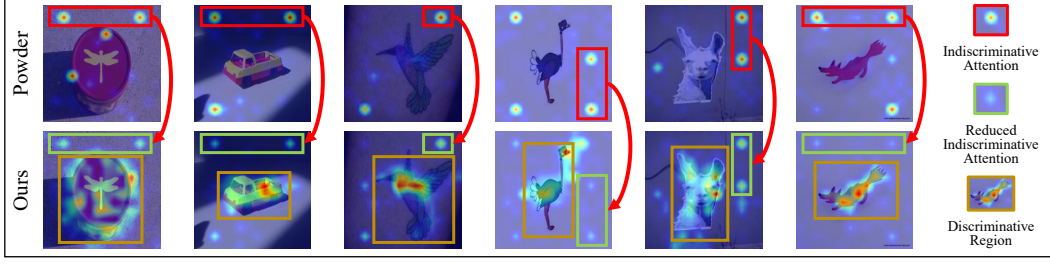 Powder
Ours
Indiscriminative
Attention
Reduced
Indiscriminative
Attention
Discriminative
Region